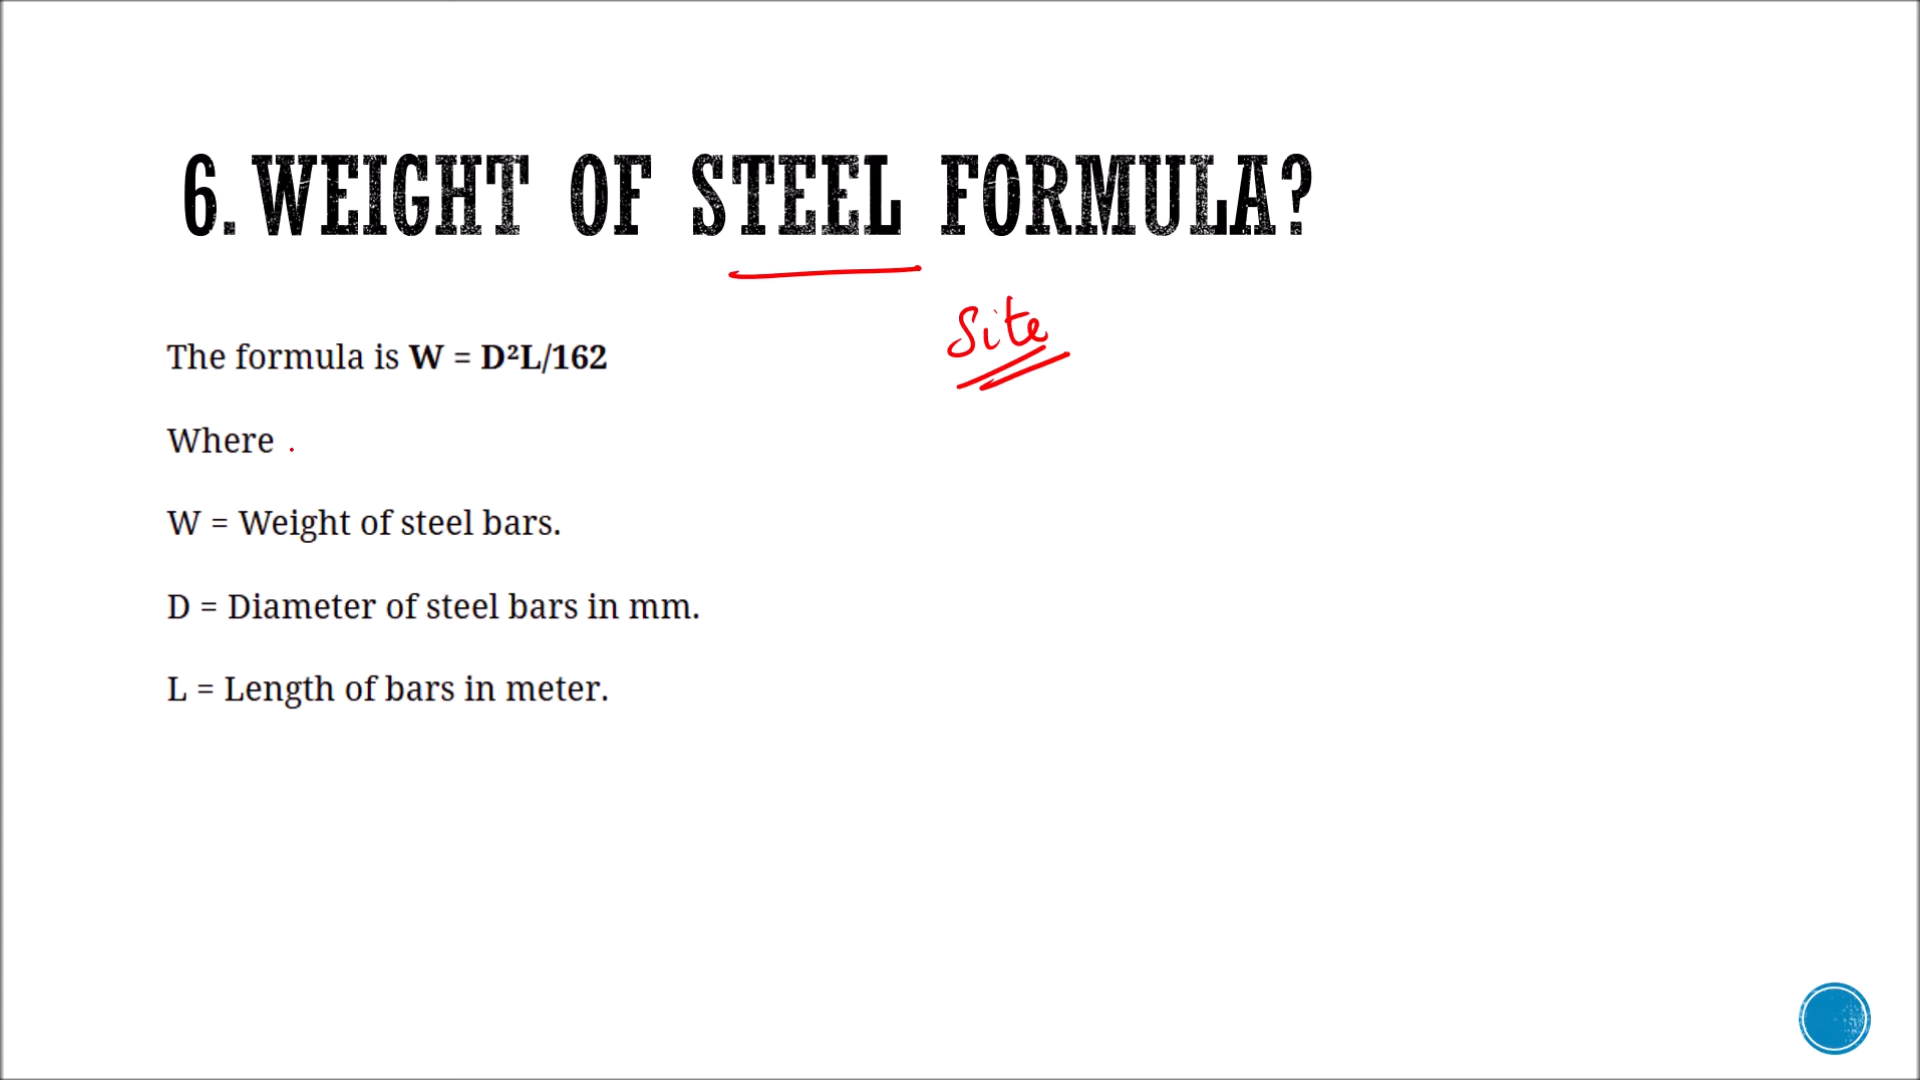 6. WEIGHT OF STEEL FORMULA?
Site
The formula is W = D²L/162
Where
W = Weight of steel bars.
D = Diameter of steel bars in mm.
L = Length of bars in meter.